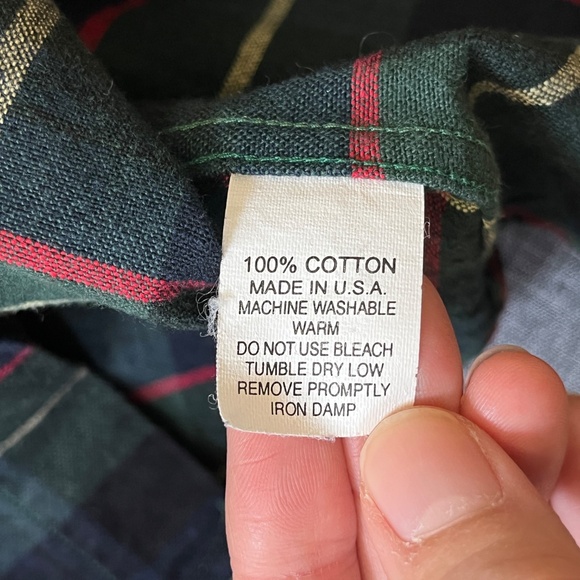 100% COTTON
MADE IN U.S.A.
MACHINE WASHABLE
WARM
DO NOT USE BLEACH
TUMBLE DRY LOW
REMOVE PROMPTLY
IRON DAMP